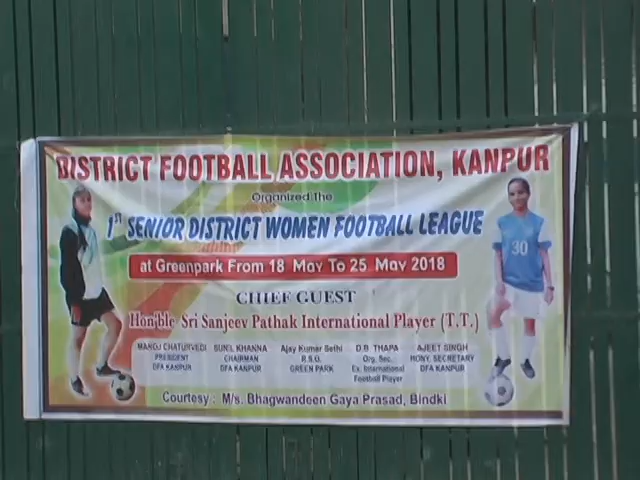 DISTRICT FOOTBALL ASSOCIATION, KANPUR
Organized The
1ST SENIOR DISTRICT WOMEN FOOTBALL LEAGUE
at Greenpark From 18 May To 25 May 2018
CHIEF GUEST
Hon'ble Sri Sanjeev Pathak International Player (T.T.)
MANOJ CHATURVEDI SUNIL KHANNA Ajay Kumar Sethi D.B. THAPA AJEET SINGH
PRESIDENT CHAIRMAN R.S.O. Org. Sec. HONY. SECRETARY
DFA KANPUR DFA KANPUR GREEN PARK Ex. International DFA KANPUR
Football Player
Courtesy : M/s. Bhagwandeen Gaya Prasad, Bindki
30